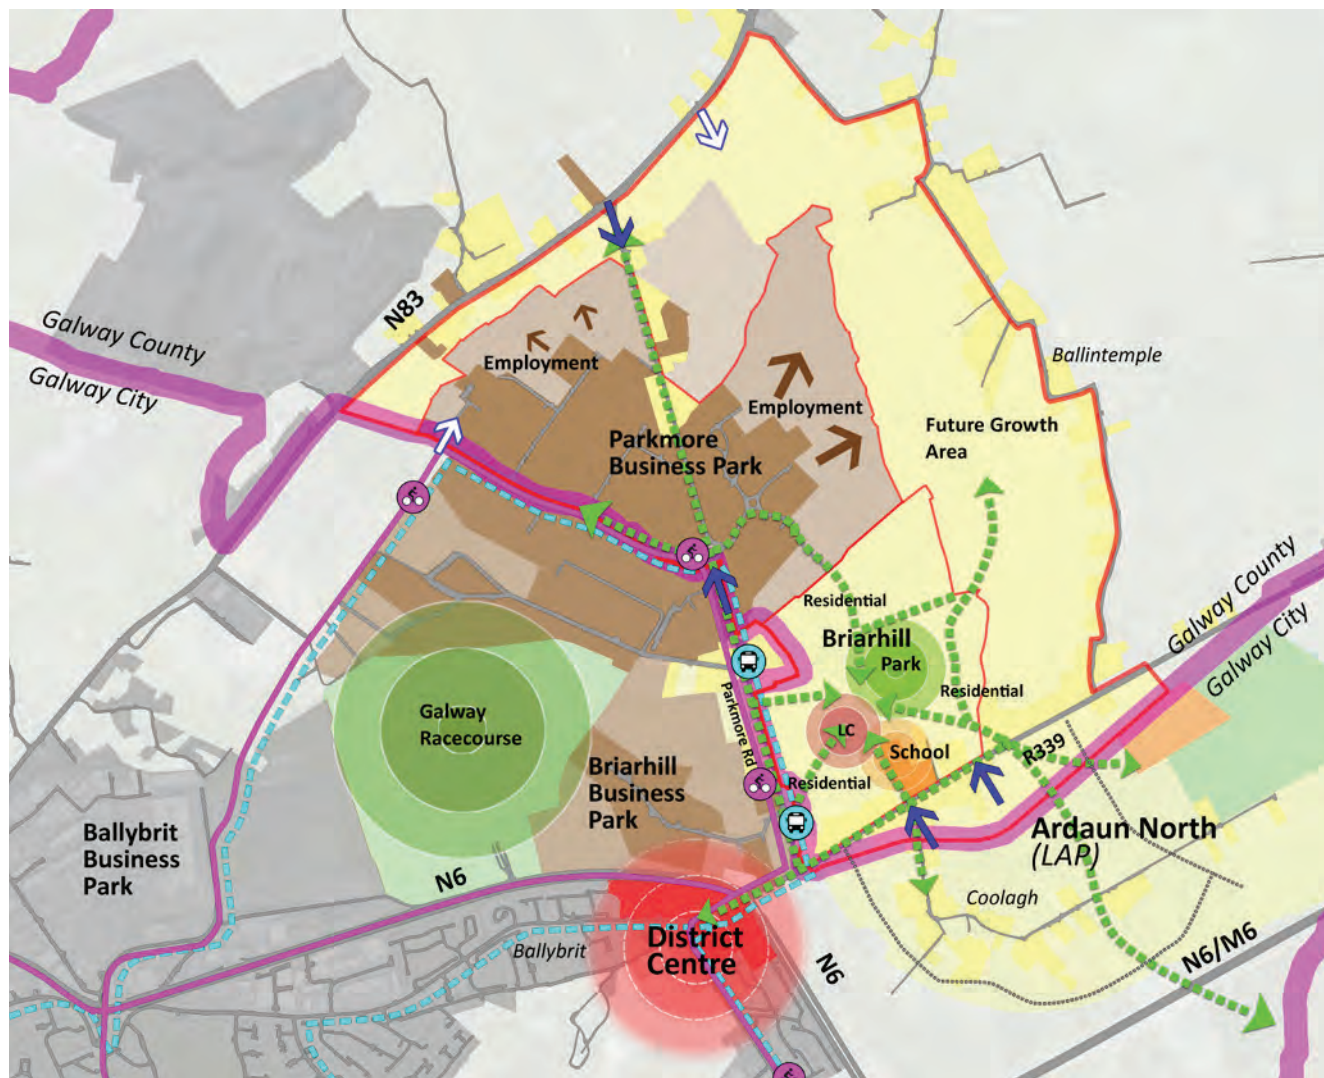 N83
Galway County
Galway City
Employment
Employment
Ballintemple
Parkmore
Business Park
Future Growth
Area
Residential
Briarhill
Park
Galway County
Galway City
Residential
Galway
Racecourse
Parkmore Rd
LC
School
R339
Residential
Briarhill
Business
Park
Ballybrit
Business
Park
Ardaun North
(LAP)
N6
Coolagh
District
Centre
Ballybrit
N6
N6/M6